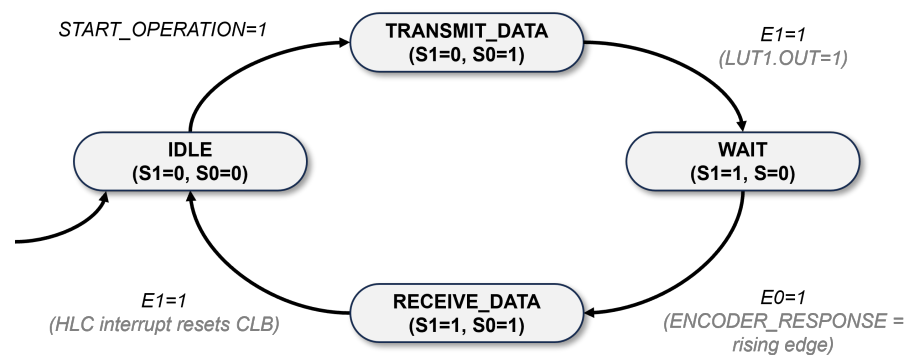 START_OPERATION=1
TRANSMIT_DATA
(S1=0, S0=1)
E1=1
(LUT1.OUT=1)
IDLE
(S1=0, S0=0)
WAIT
(S1=1, S=0)
E1=1
(HLC interrupt resets CLB)
RECEIVE_DATA
(S1=1, S0=1)
E0=1
(ENCODER_RESPONSE =
rising edge)